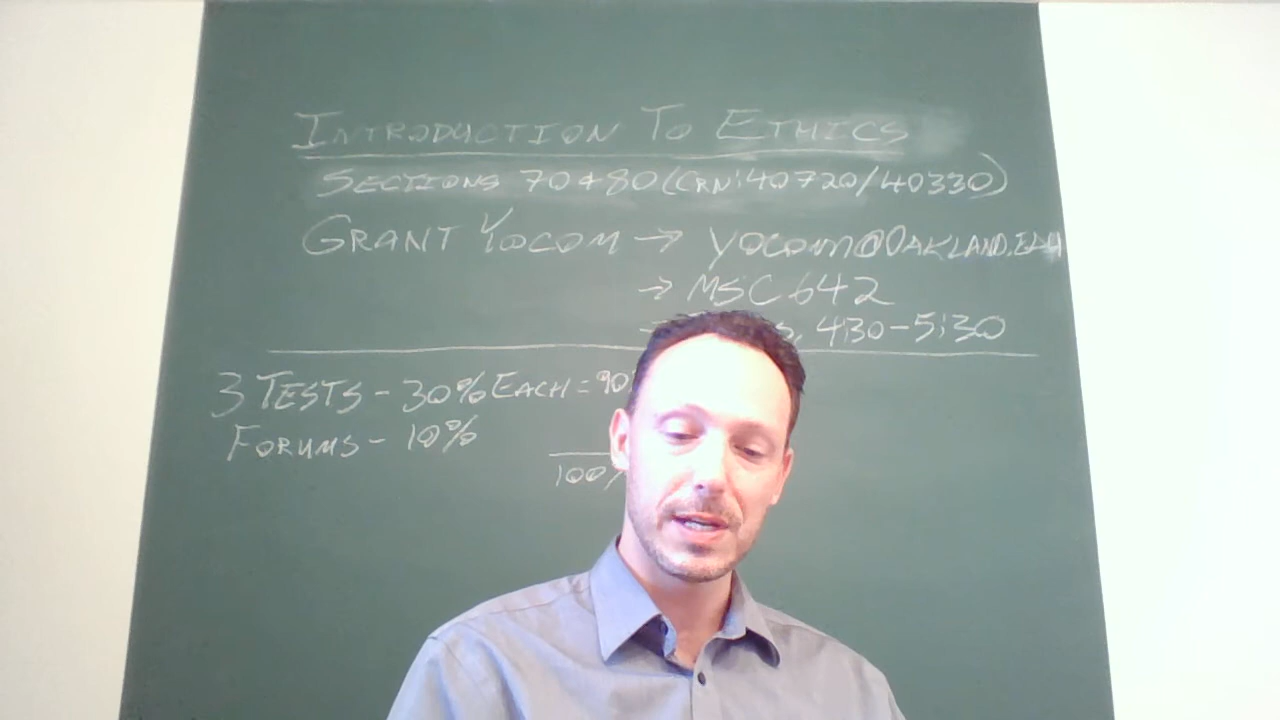 INTRODUCTION TO ETHICS
SECTIONS 70+80 (CRN:40720/40330)
GRANT YOCOM → YOCOM@OAKLAND.EDU
→ MSC 642
4:30-5:30
3 TESTS - 30% EACH = 90
FORUMS - 10%
100%